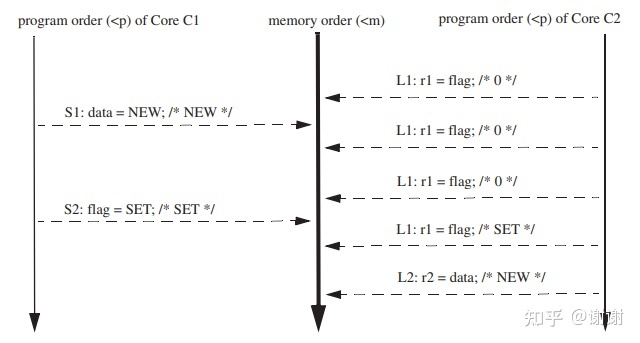 program order (<p) of Core C1
memory order (<m)
program order (<p) of Core C2
L1: r1 = flag; /* 0 */
S1: data = NEW; /* NEW */
L1: r1 = flag; /* 0 */
L1: r1 = flag; /* 0 */
S2: flag = SET; /* SET */
L1: r1 = flag; /* SET */
L2: r2 = data; /* NEW */
知乎 @谢谢